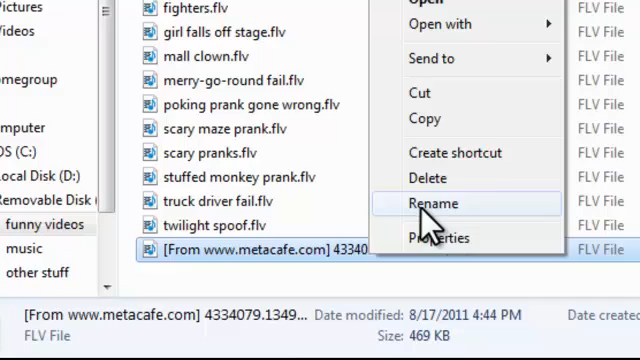 ctures
Videos
omegroup
mputer
OS (C:)
Local Disk (D:)
Removable Disk
funny videos
music
other stuff
fighters.flv
girl falls off stage.flv
mall clown.flv
merry-go-round fail.flv
poking prank gone wrong.flv
scary maze prank.flv
scary pranks.flv
stuffed monkey prank.flv
truck driver fail.flv
twilight spoof.flv
[From www.metacafe.com] 43340
Open
Open with
Send to
Cut
Copy
Create shortcut
Delete
Rename
Properties
FLV File
FLV File
FLV File
FLV File
FLV File
FLV File
FLV File
FLV File
FLV File
FLV File
FLV File
[From www.metacafe.com] 4334079.1349... Date modified: 8/17/2011 4:44 PM Date created
FLV File Size: 469 KB